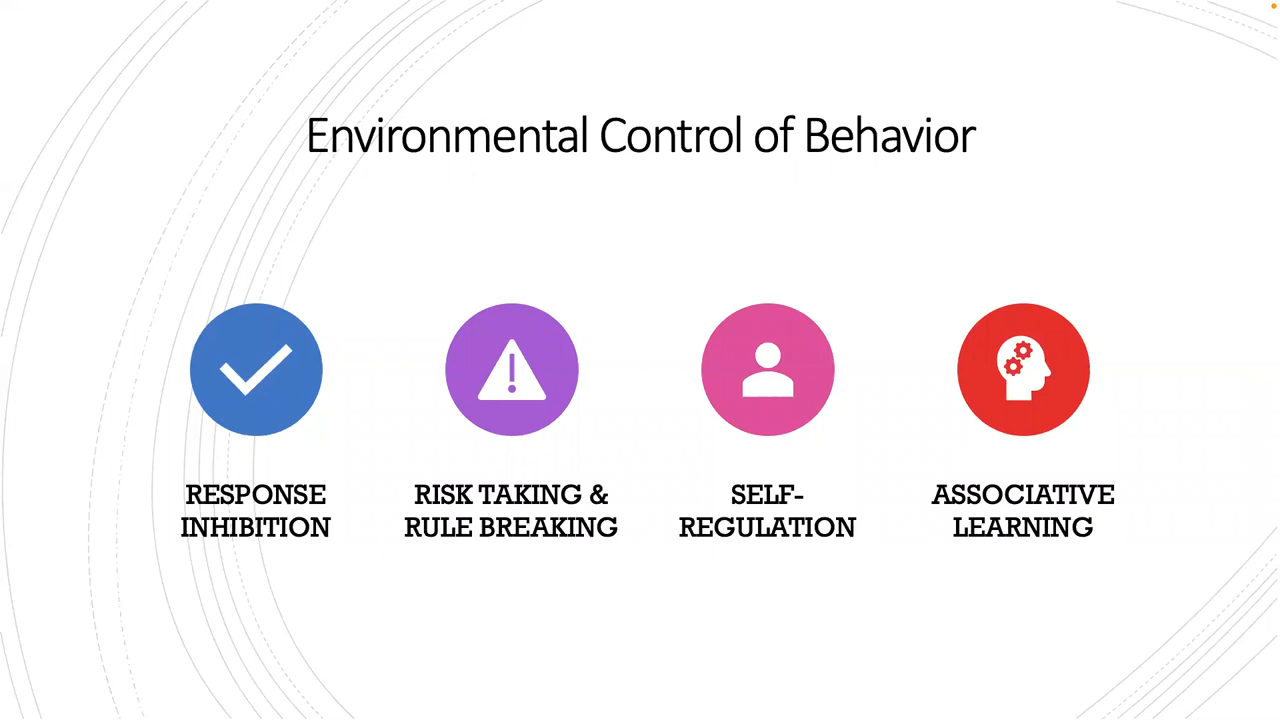 Environmental Control of Behavior
RESPONSE
INHIBITION
RISK TAKING &
RULE BREAKING
SELF-
REGULATION
ASSOCIATIVE
LEARNING